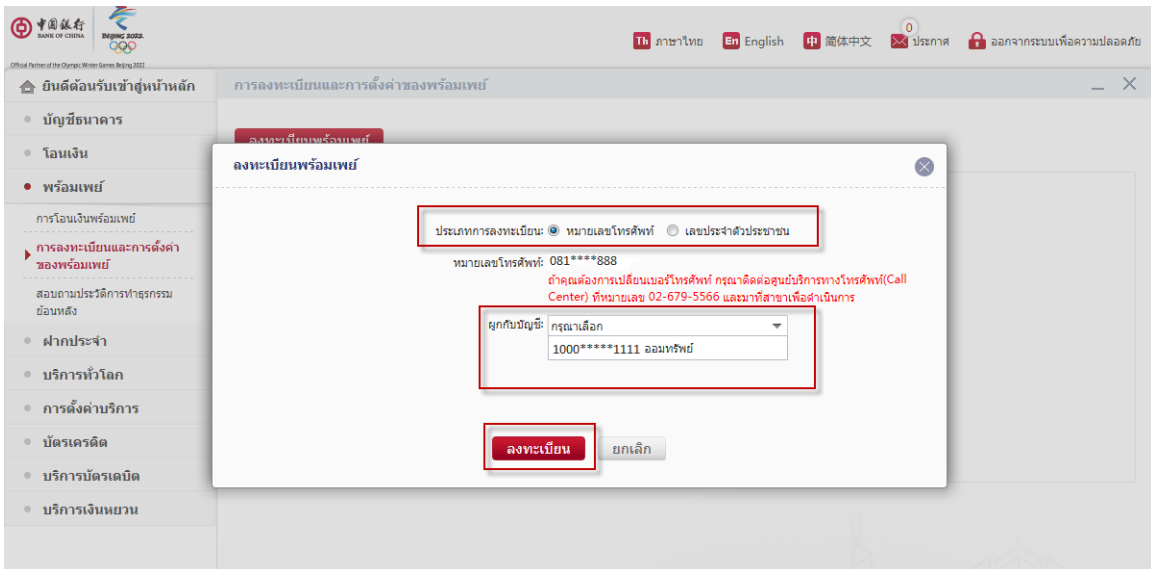 中国银行
BANK OF CHINA
BEIJING 2022
Official Partner of the Olympic Winter Games Beijing 2022
Th ภาษาไทย En English 中 简体中文 0 ประกาศ ออกจากระบบเพื่อความปลอดภัย
ยินดีต้อนรับเข้าสู่หน้าหลัก
บัญชีธนาคาร
โอนเงิน
พร้อมเพย์
การโอนเงินพร้อมเพย์
การลงทะเบียนและการตั้งค่า
ของพร้อมเพย์
สอบถามประวัติการทำธุรกรรม
ย้อนหลัง
ฝากประจำ
บริการทั่วโลก
การตั้งค่าบริการ
บัตรเครดิต
บริการบัตรเดบิต
บริการเงินหยวน
การลงทะเบียนและการตั้งค่าของพร้อมเพย์
ลงทะเบียนพร้อมเพย์
ลงทะเบียนพร้อมเพย์
ประเภทการลงทะเบียน: หมายเลขโทรศัพท์ เลขประจำตัวประชาชน
หมายเลขโทรศัพท์: 081****888
ถ้าคุณต้องการเปลี่ยนเบอร์โทรศัพท์ กรุณาติดต่อศูนย์บริการทางโทรศัพท์(Call
Center) ที่หมายเลข 02-679-5566 และมาที่สาขาเพื่อดำเนินการ
ผูกกับบัญชี: กรุณาเลือก
1000*****1111 ออมทรัพย์
ลงทะเบียน ยกเลิก